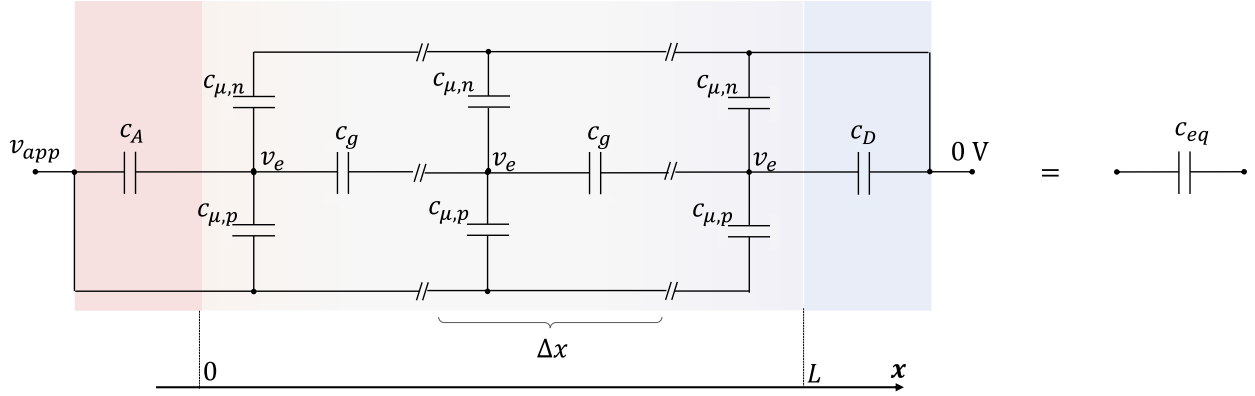 c_{μ,n} c_{μ,n} c_{μ,n}
v_{app} c_A c_g c_g c_D 0 V c_{eq}
v_e v_e v_e =
c_{μ,p} c_{μ,p} c_{μ,p}
Δx
0 L x